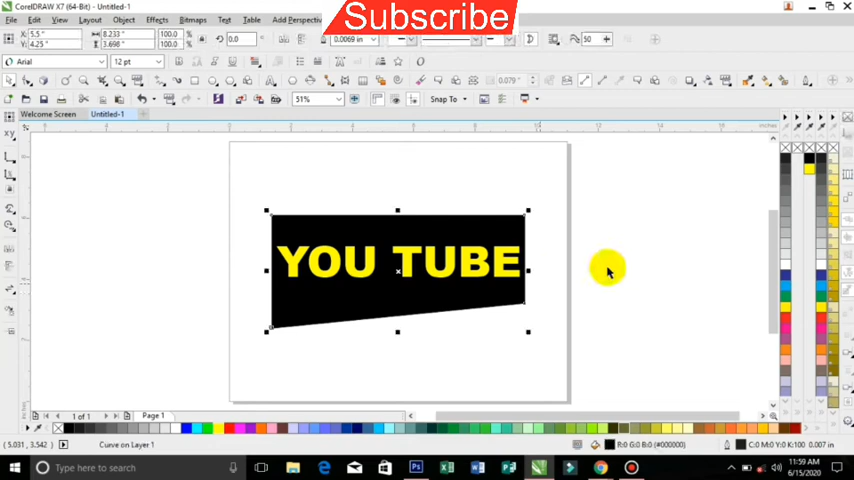 CorelDRAW X7 (64-Bit) - Untitled-1
Subscribe
File Edit View Layout Object Effects Bitmaps Text Table Add Perspective
X: 5.5 " 8.233 " 100.0 % 0.0 0.0069 in 50
Y: 4.25 " 3.698 " 100.0 %
Arial 12 pt
0.079 "
51% Snap To
Welcome Screen Untitled-1
inches
YOU TUBE
1 of 1 Page 1
(5.031, 3.542) Curve on Layer 1 R:0 G:0 B:0 (#000000) C:0 M:0 Y:0 K:100 0.007 in
Type here to search 11:59 AM
6/15/2020